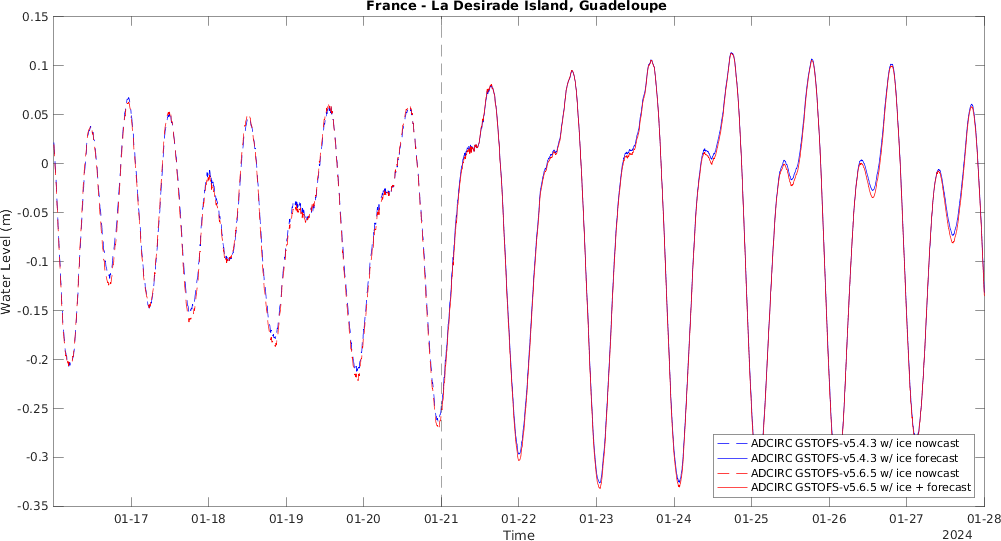 France - La Desirade Island, Guadeloupe
0.15
0.1
0.05
0
-0.05
-0.1
-0.15
-0.2
-0.25
-0.3
-0.35
Water Level (m)
ADCIRC GSTOFS-v5.4.3 w/ ice nowcast
ADCIRC GSTOFS-v5.4.3 w/ ice forecast
ADCIRC GSTOFS-v5.6.5 w/ ice nowcast
ADCIRC GSTOFS-v5.6.5 w/ ice + forecast
01-17 01-18 01-19 01-20 01-21 01-22 01-23 01-24 01-25 01-26 01-27 01-28
Time
2024